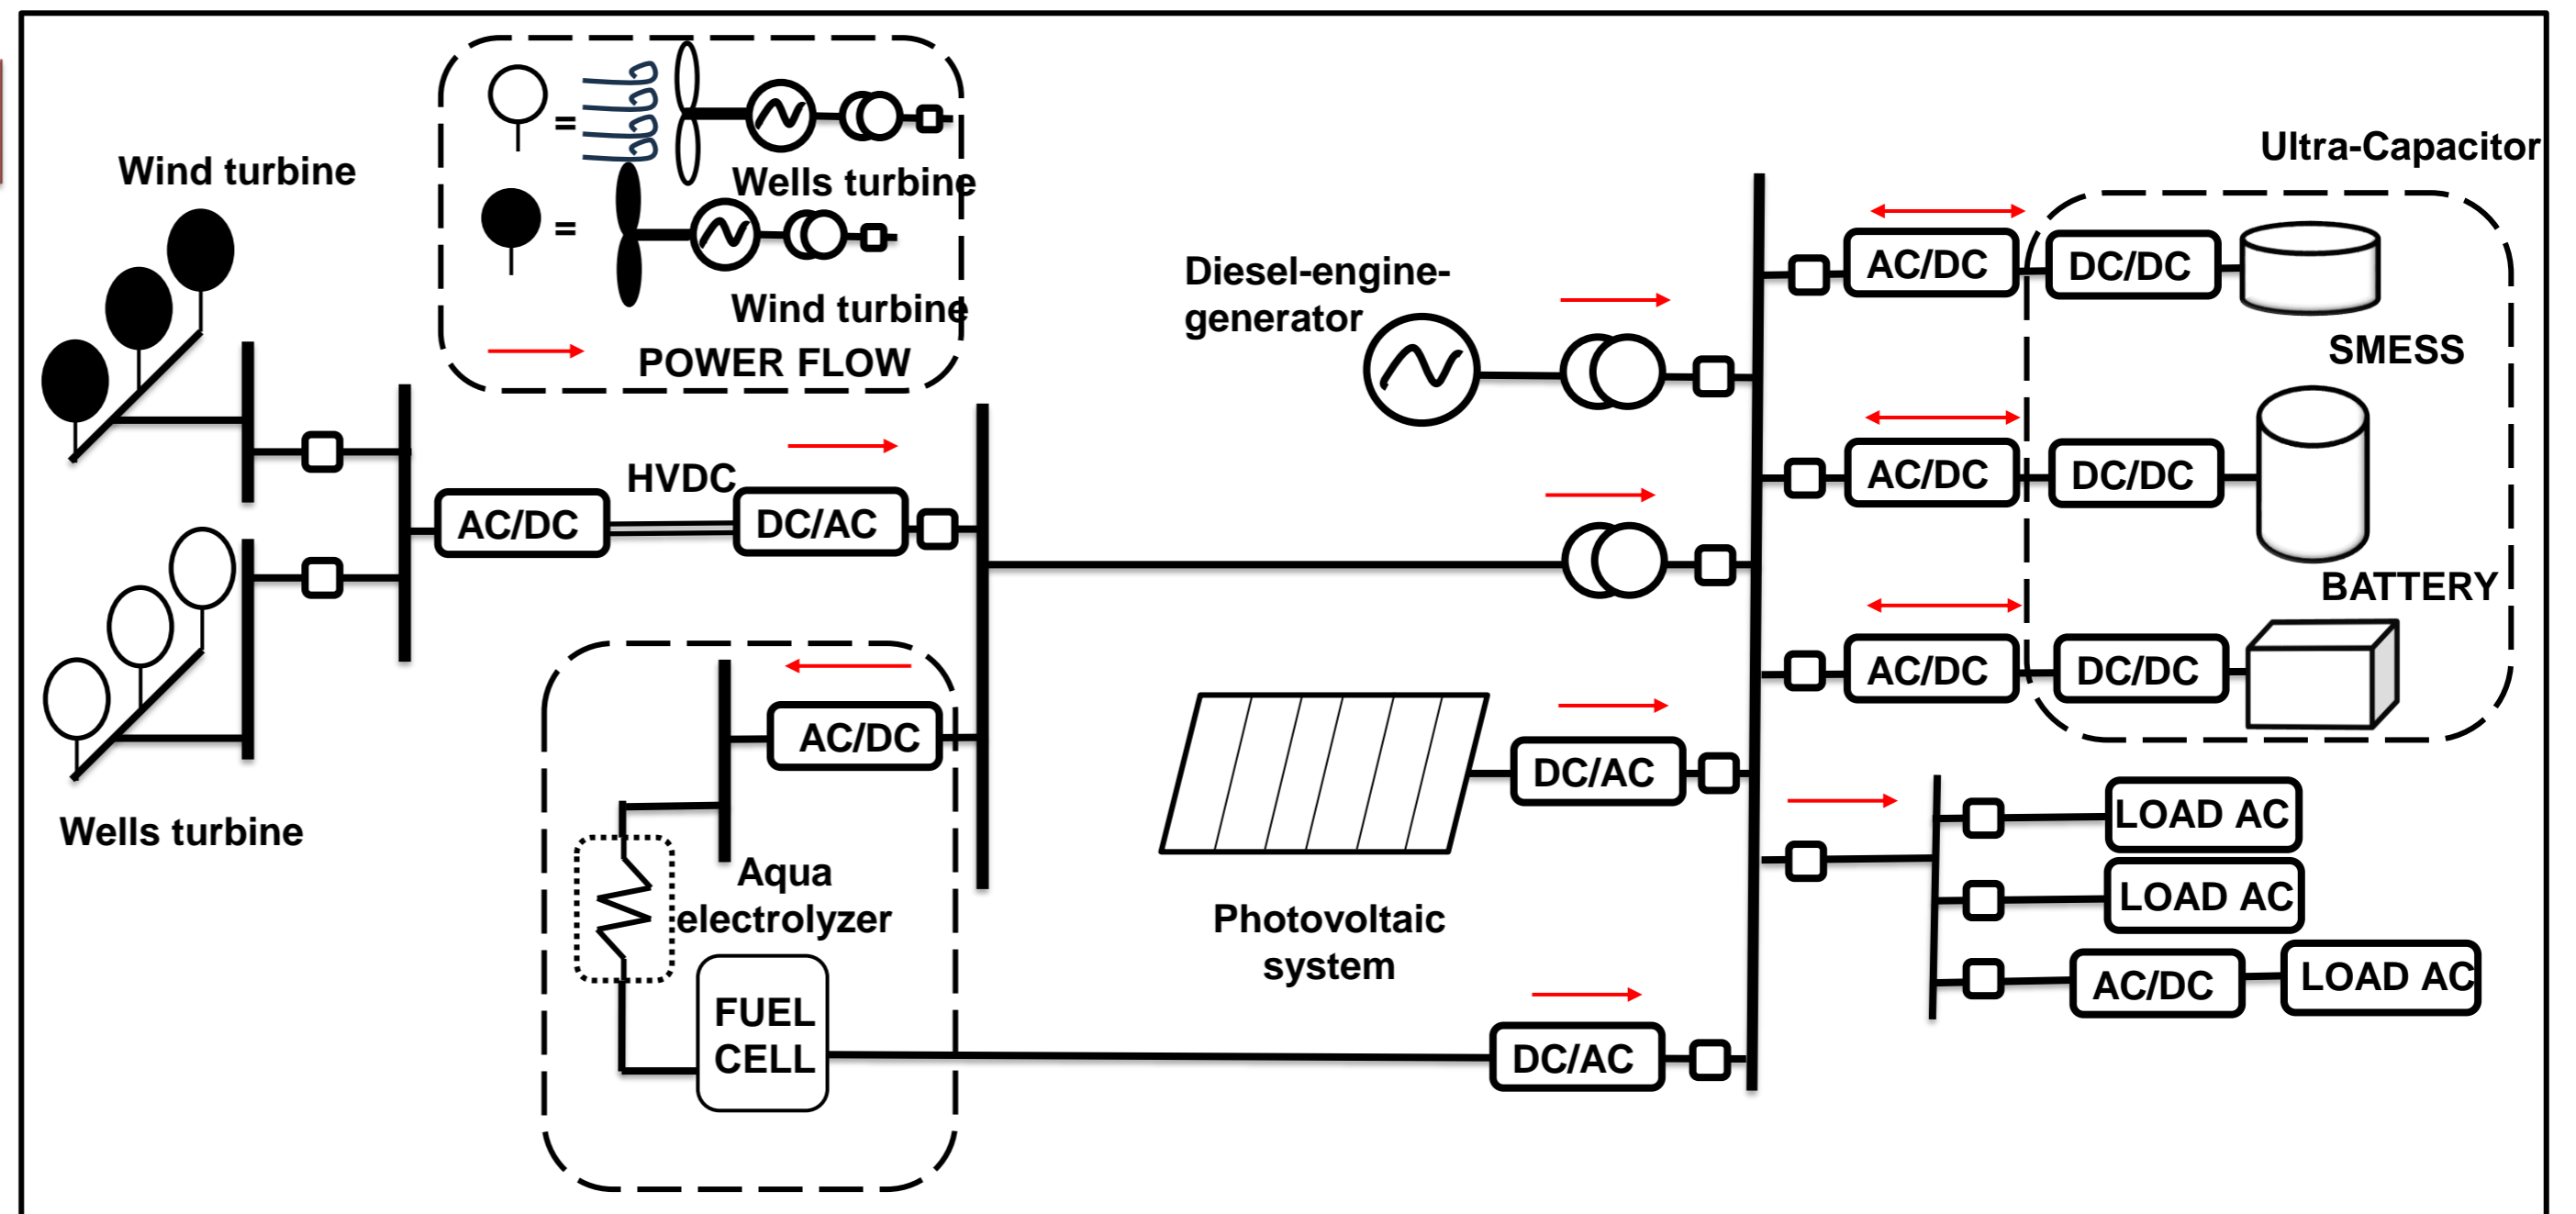 Wind turbine
=
Wells turbine
=
Wind turbine
POWER FLOW
Ultra-Capacitor
AC/DC
DC/DC
SMESS
Diesel-engine-
generator
AC/DC
DC/DC
BATTERY
HVDC
AC/DC
DC/AC
AC/DC
DC/DC
Wells turbine
AC/DC
Aqua
electrolyzer
FUEL
CELL
DC/AC
Photovoltaic
system
DC/AC
LOAD AC
LOAD AC
AC/DC
LOAD AC